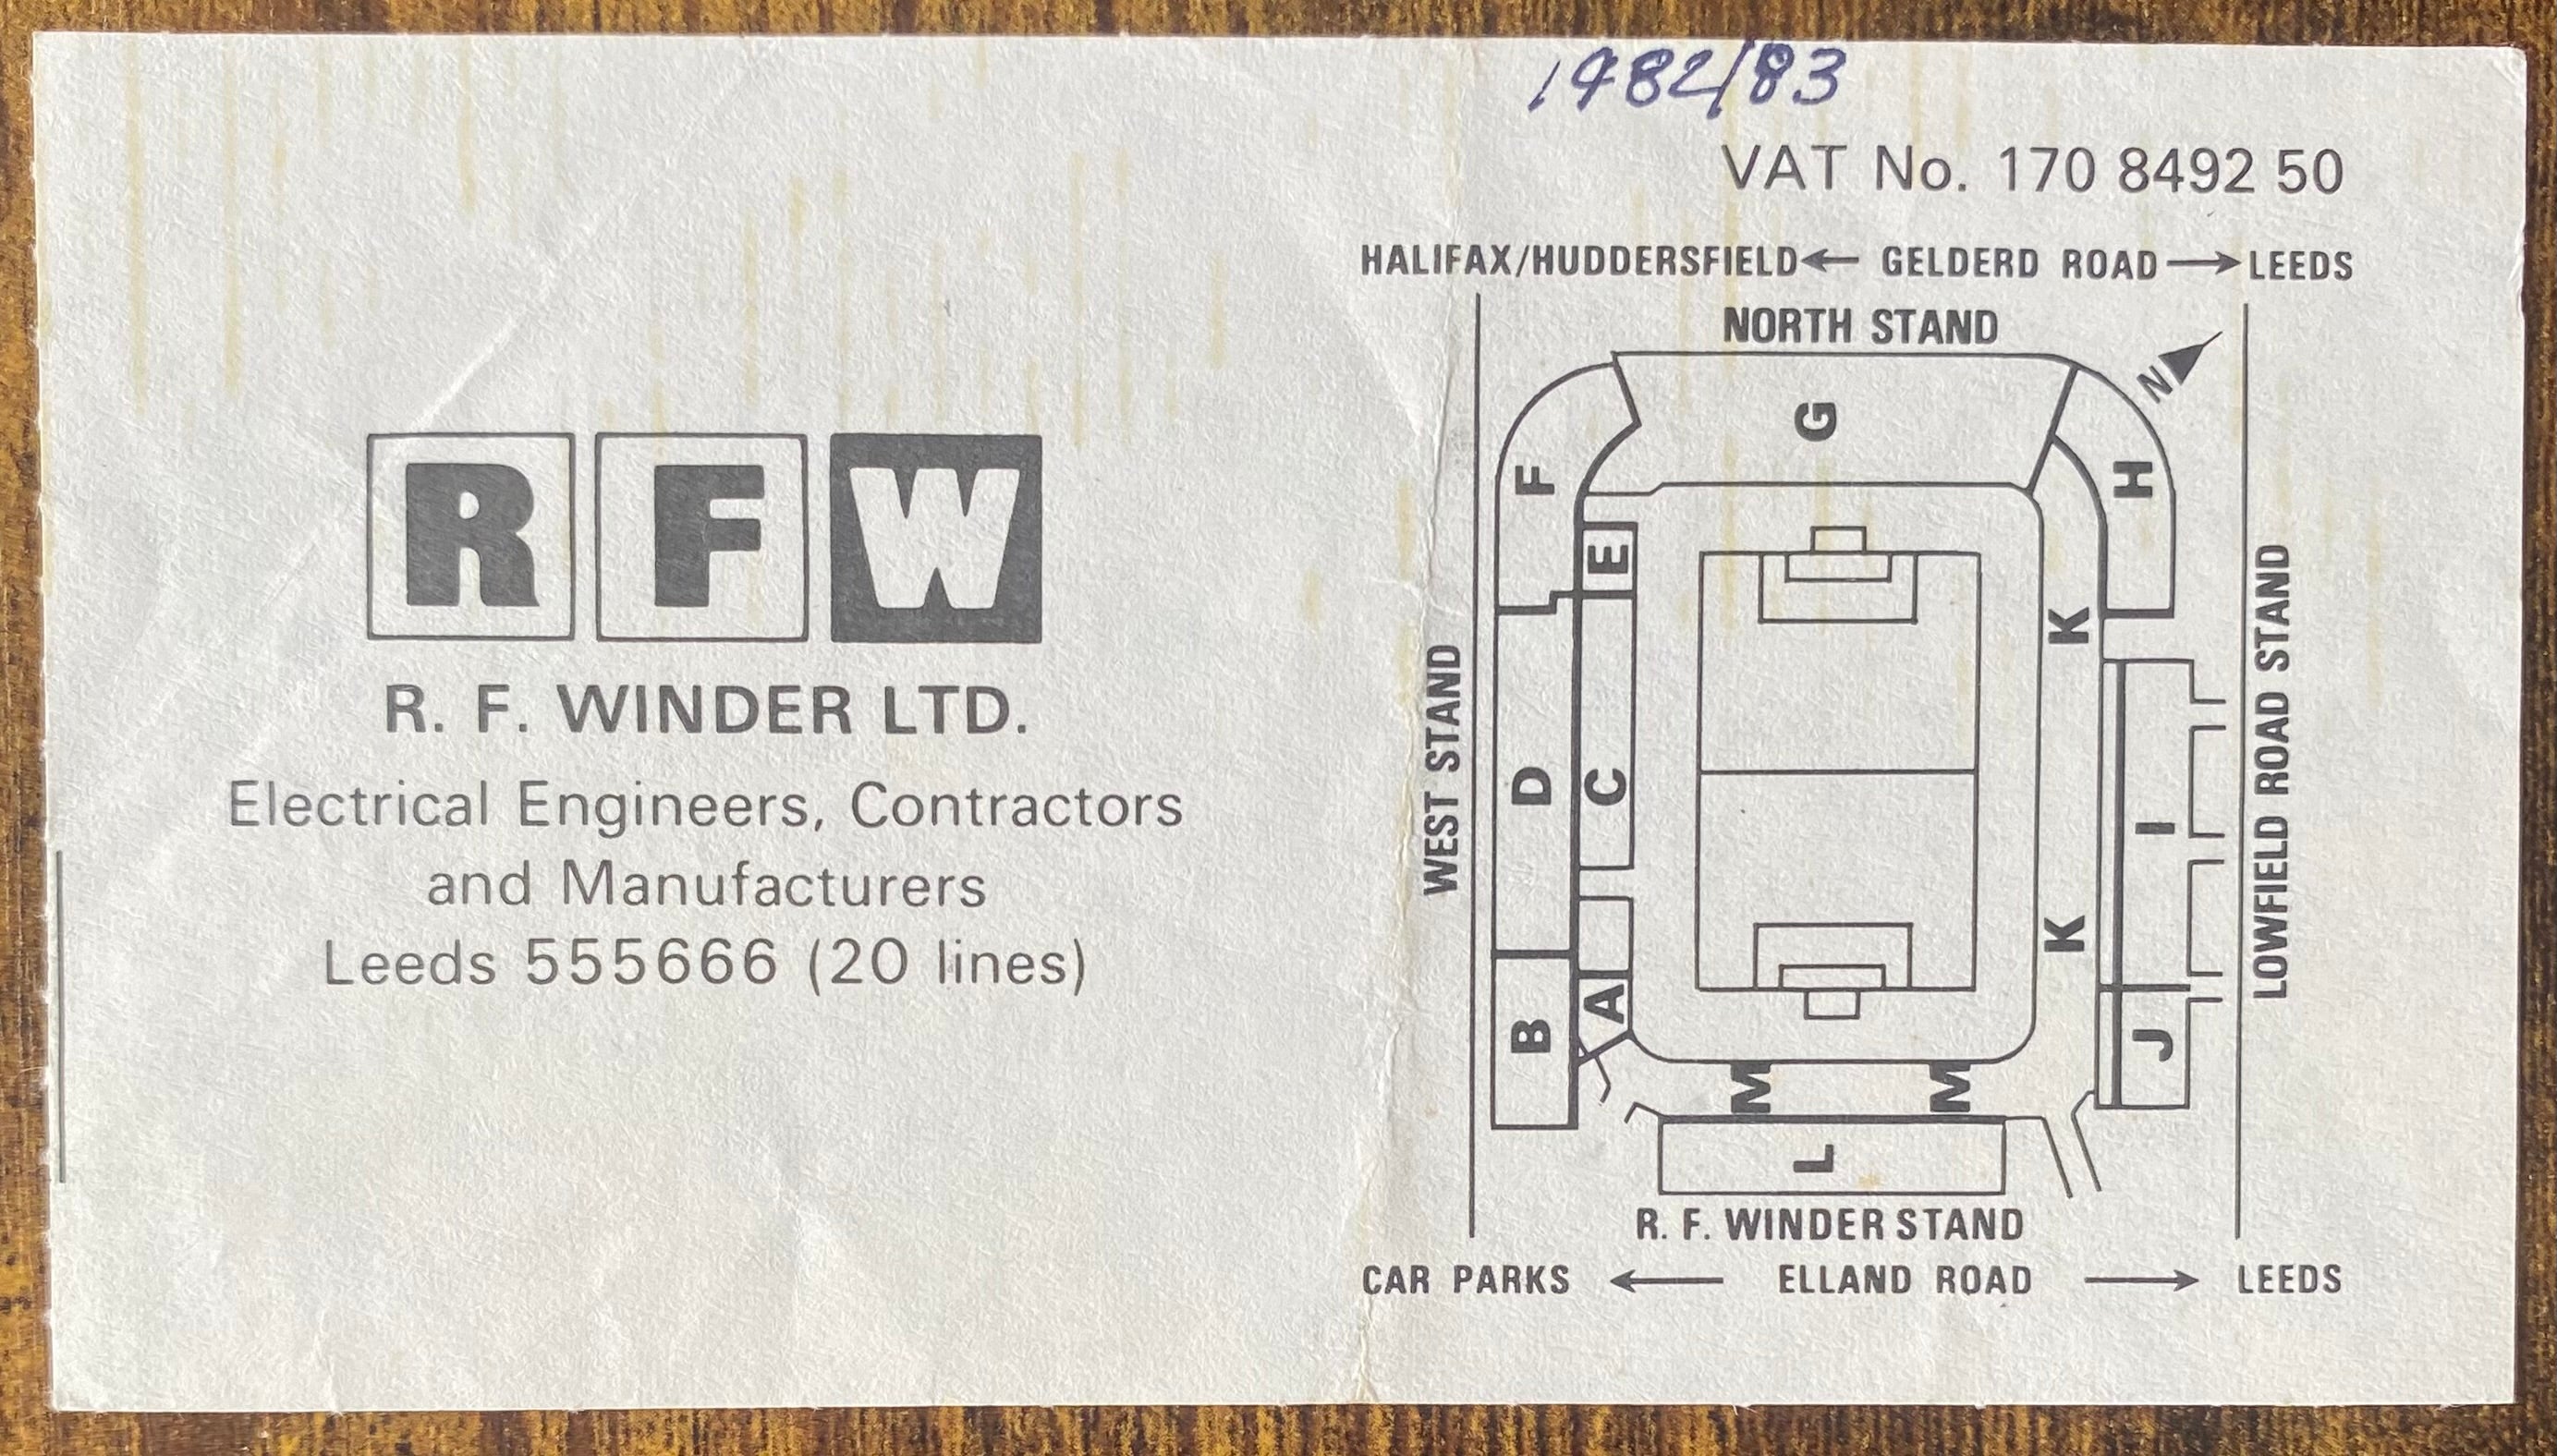 1982/83
VAT No. 170 8492 50
R F W
R. F. WINDER LTD.
Electrical Engineers, Contractors
and Manufacturers
Leeds 555666 (20 lines)
HALIFAX/HUDDERSFIELD ← GELDERD ROAD → LEEDS
NORTH STAND
N
G
F
H
E
K
WEST STAND
LOWFIELD ROAD STAND
D
C
I
K
B
A
J
M M
L
R. F. WINDER STAND
CAR PARKS ← ELLAND ROAD → LEEDS